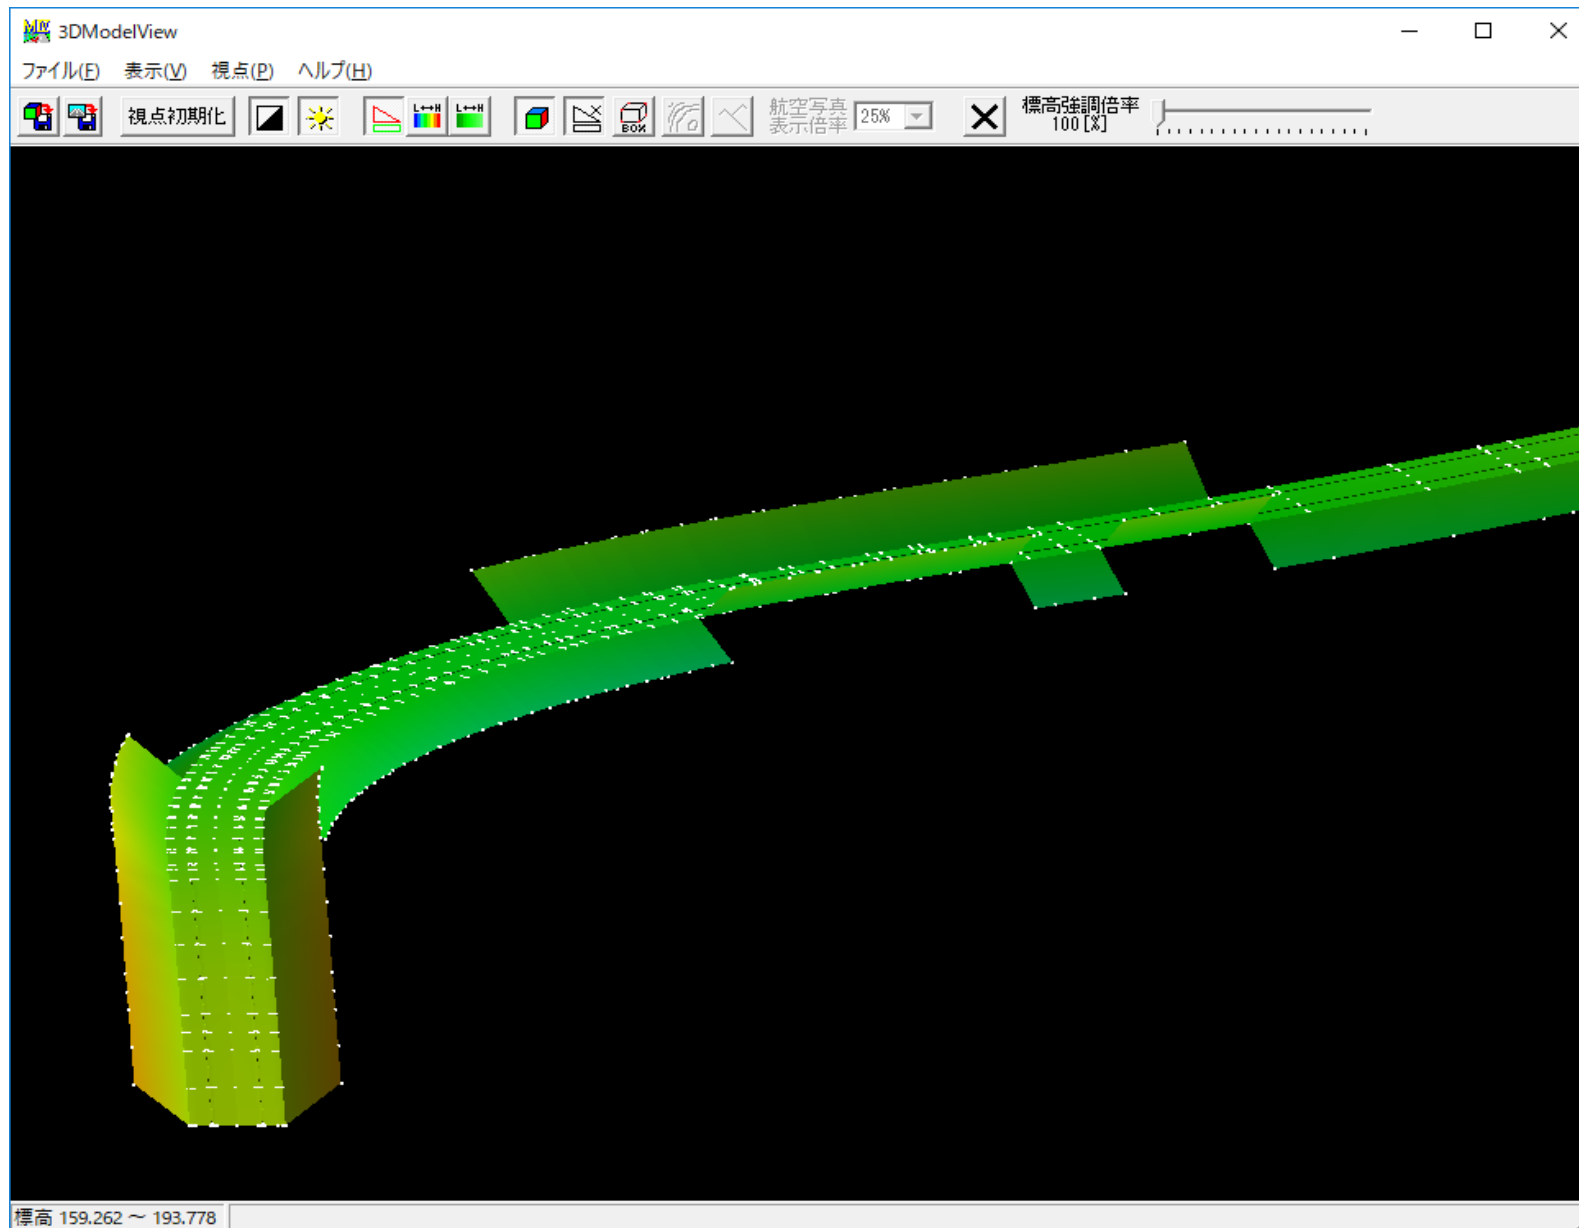 3DModelView
ファイル(F) 表示(V) 視点(P) ヘルプ(H)
視点初期化
L↔H
L↔H
BOX
航空写真
表示倍率
25%
標高強調倍率
100[%]
標高 159.262 ～ 193.778